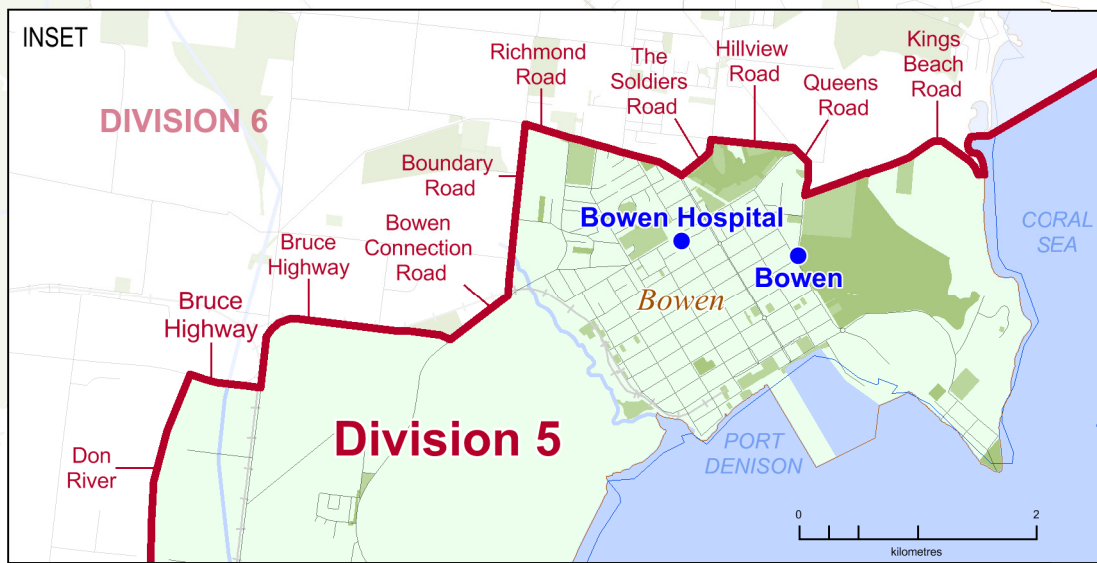 INSET
DIVISION 6
Richmond
Road
The
Soldiers
Road
Hillview
Road
Queens
Road
Kings
Beach
Road
Boundary
Road
Bowen
Connection
Road
Bruce
Highway
Bruce
Highway
Don
River
Bowen Hospital
Bowen
Bowen
Division 5
PORT
DENISON
CORAL
SEA
0 2
kilometres